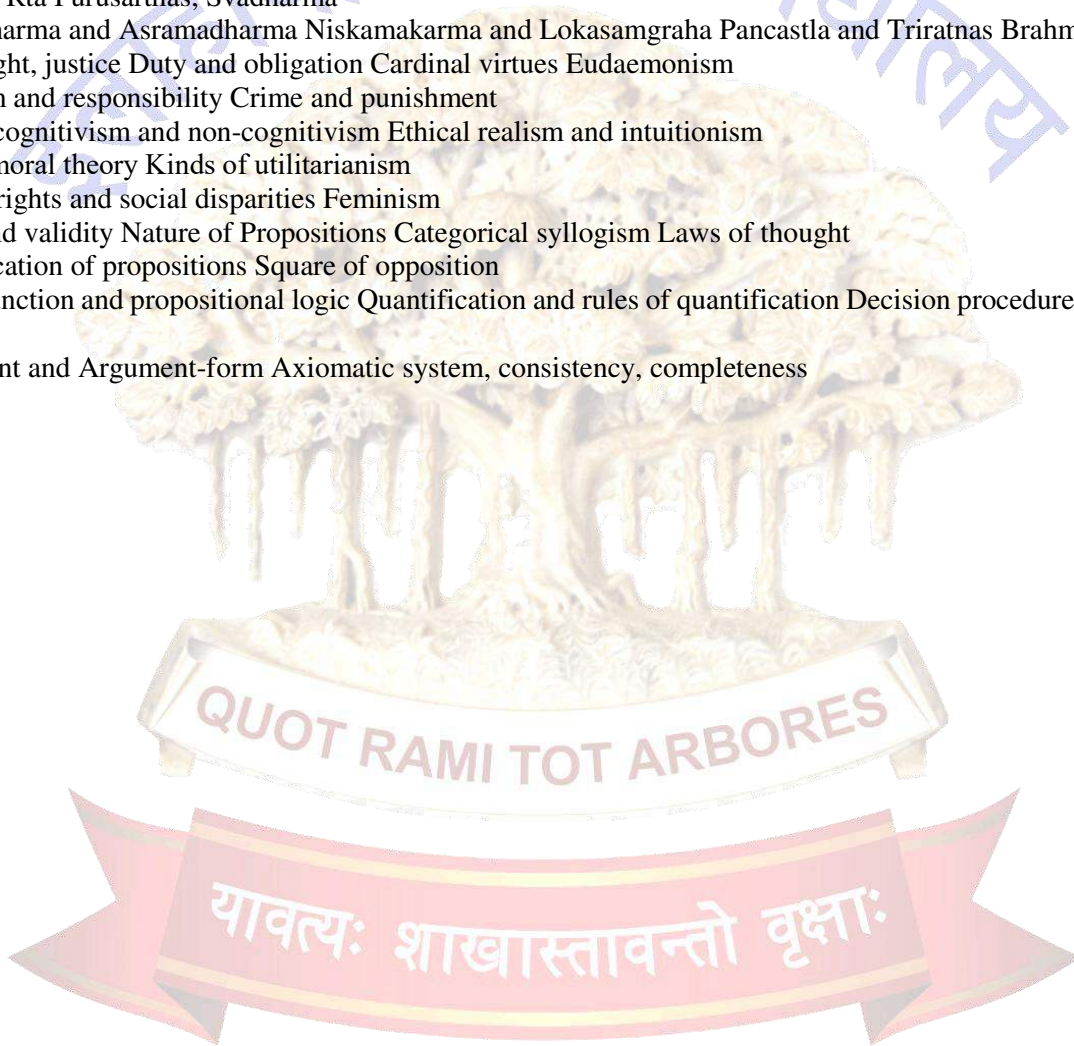 Rta Purusarthas, Svadharma
harma and Asramadharma Niskamakarma and Lokasamgraha Pancastla and Triratnas Brahm
ght, justice Duty and obligation Cardinal virtues Eudaemonism
n and responsibility Crime and punishment
cognitivism and non-cognitivism Ethical realism and intuitionism
moral theory Kinds of utilitarianism
rights and social disparities Feminism
nd validity Nature of Propositions Categorical syllogism Laws of thought
cation of propositions Square of opposition
unction and propositional logic Quantification and rules of quantification Decision procedure
nt and Argument-form Axiomatic system, consistency, completeness
QUOT RAMI TOT ARBORES
यावत्यः शाखास्तावन्तो वृक्षाः